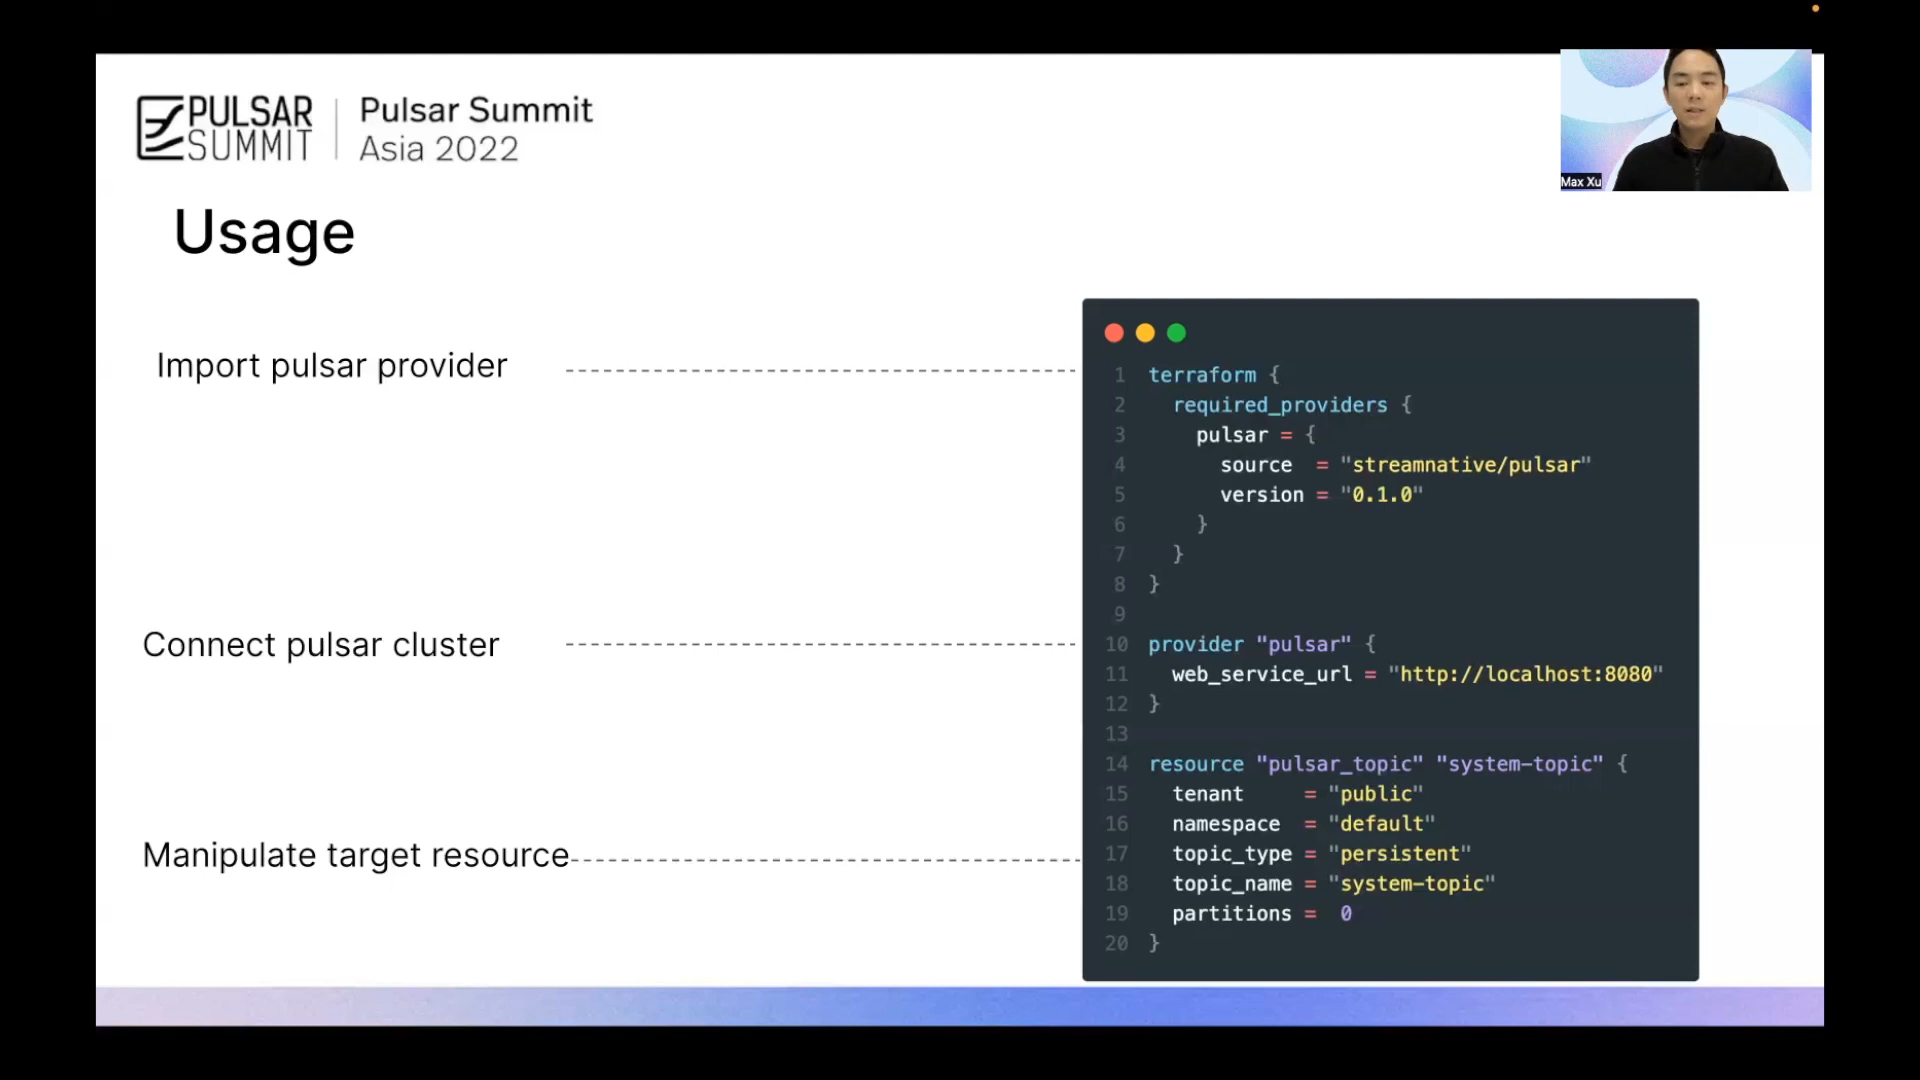 PULSAR
SUMMIT
Pulsar Summit
Asia 2022
Max Xu
Usage
Import pulsar provider
Connect pulsar cluster
Manipulate target resource
1 terraform {
2 required_providers {
3 pulsar = {
4 source = "streamnative/pulsar"
5 version = "0.1.0"
6 }
7 }
8 }
9
10 provider "pulsar" {
11 web_service_url = "http://localhost:8080"
12 }
13
14 resource "pulsar_topic" "system-topic" {
15 tenant = "public"
16 namespace = "default"
17 topic_type = "persistent"
18 topic_name = "system-topic"
19 partitions = 0
20 }